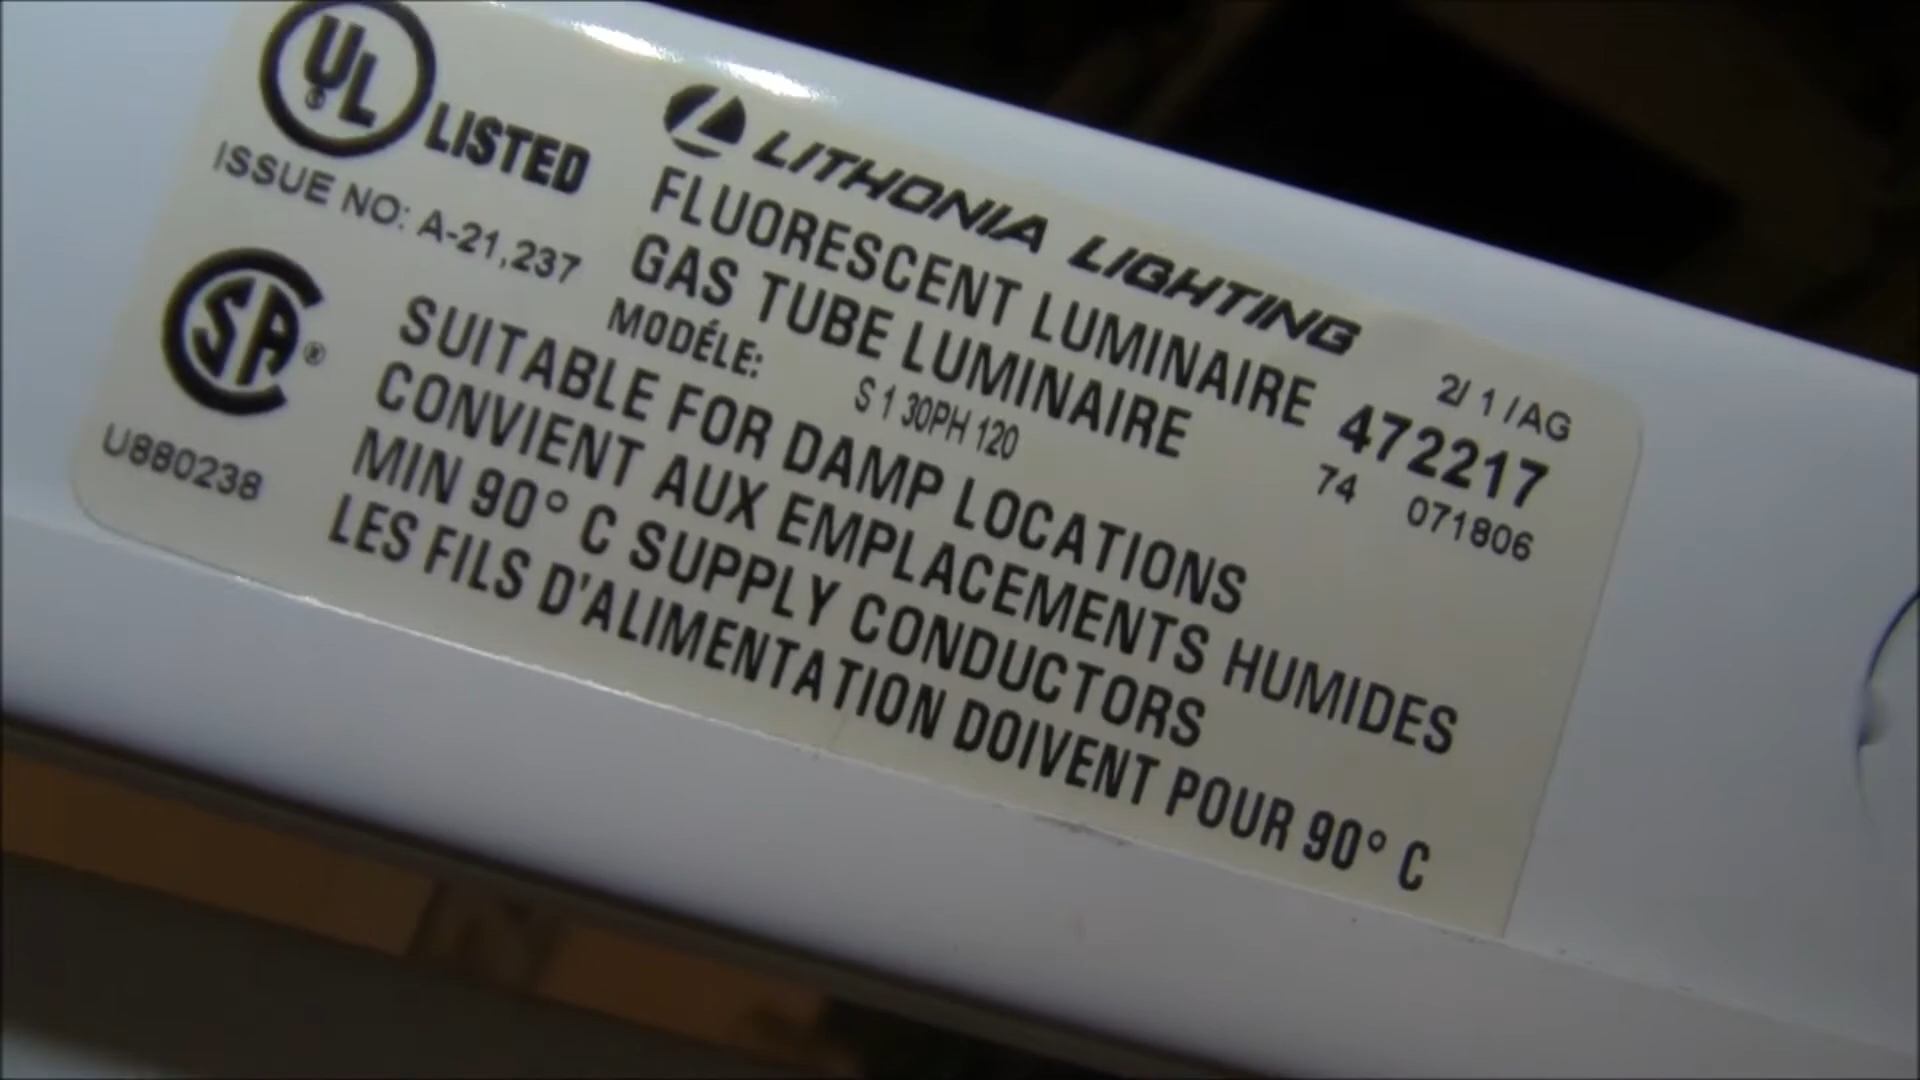 UL® LISTED
ISSUE NO: A-21,237
SA®
U880238
LITHONIA LIGHTING
FLUORESCENT LUMINAIRE
GAS TUBE LUMINAIRE
MODÉLE: S 1 30PH 120
2/ 1 /AG
472217
74 071806
SUITABLE FOR DAMP LOCATIONS
CONVIENT AUX EMPLACEMENTS HUMIDES
MIN 90° C SUPPLY CONDUCTORS
LES FILS D'ALIMENTATION DOIVENT POUR 90° C